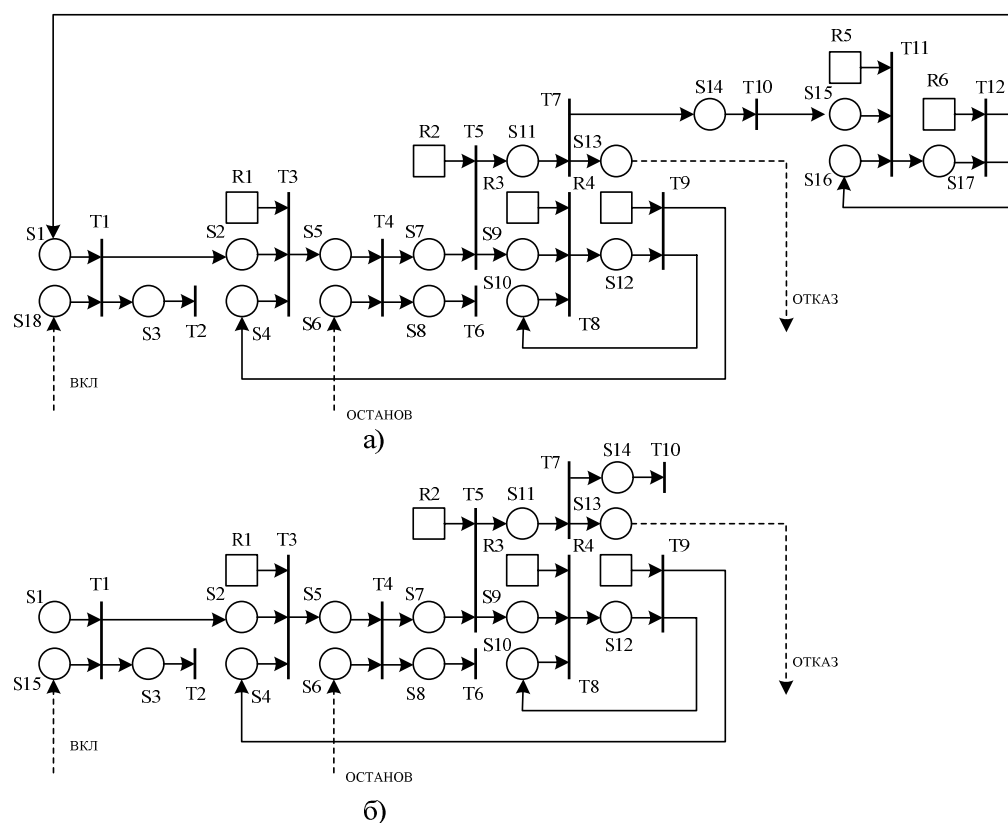 R5
T11
S14
T10
S15
R6
T12
T7
R2
T5
S11
S13
S16
S17
R1
T3
R3
R4
T9
S1
T1
S2
S5
T4
S7
S9
S10
S12
S18
S3
T2
S4
S6
S8
T6
T8
ОТКАЗ
ВКЛ
ОСТАНОВ
а)
S14
T10
T7
R2
T5
S11
S13
R1
T3
R3
R4
T9
S1
T1
S2
S5
T4
S7
S9
S10
S12
S15
S3
T2
S4
S6
S8
T6
T8
ОТКАЗ
ВКЛ
ОСТАНОВ
б)